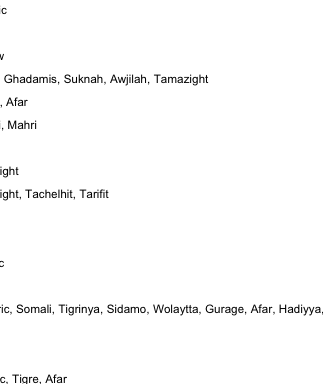 ic
w
Ghadamis, Suknah, Awjilah, Tamazight
, Afar
i, Mahri
ight
ight, Tachelhit, Tarifit
c
ric, Somali, Tigrinya, Sidamo, Wolaytta, Gurage, Afar, Hadiyya,
c, Tigre, Afar